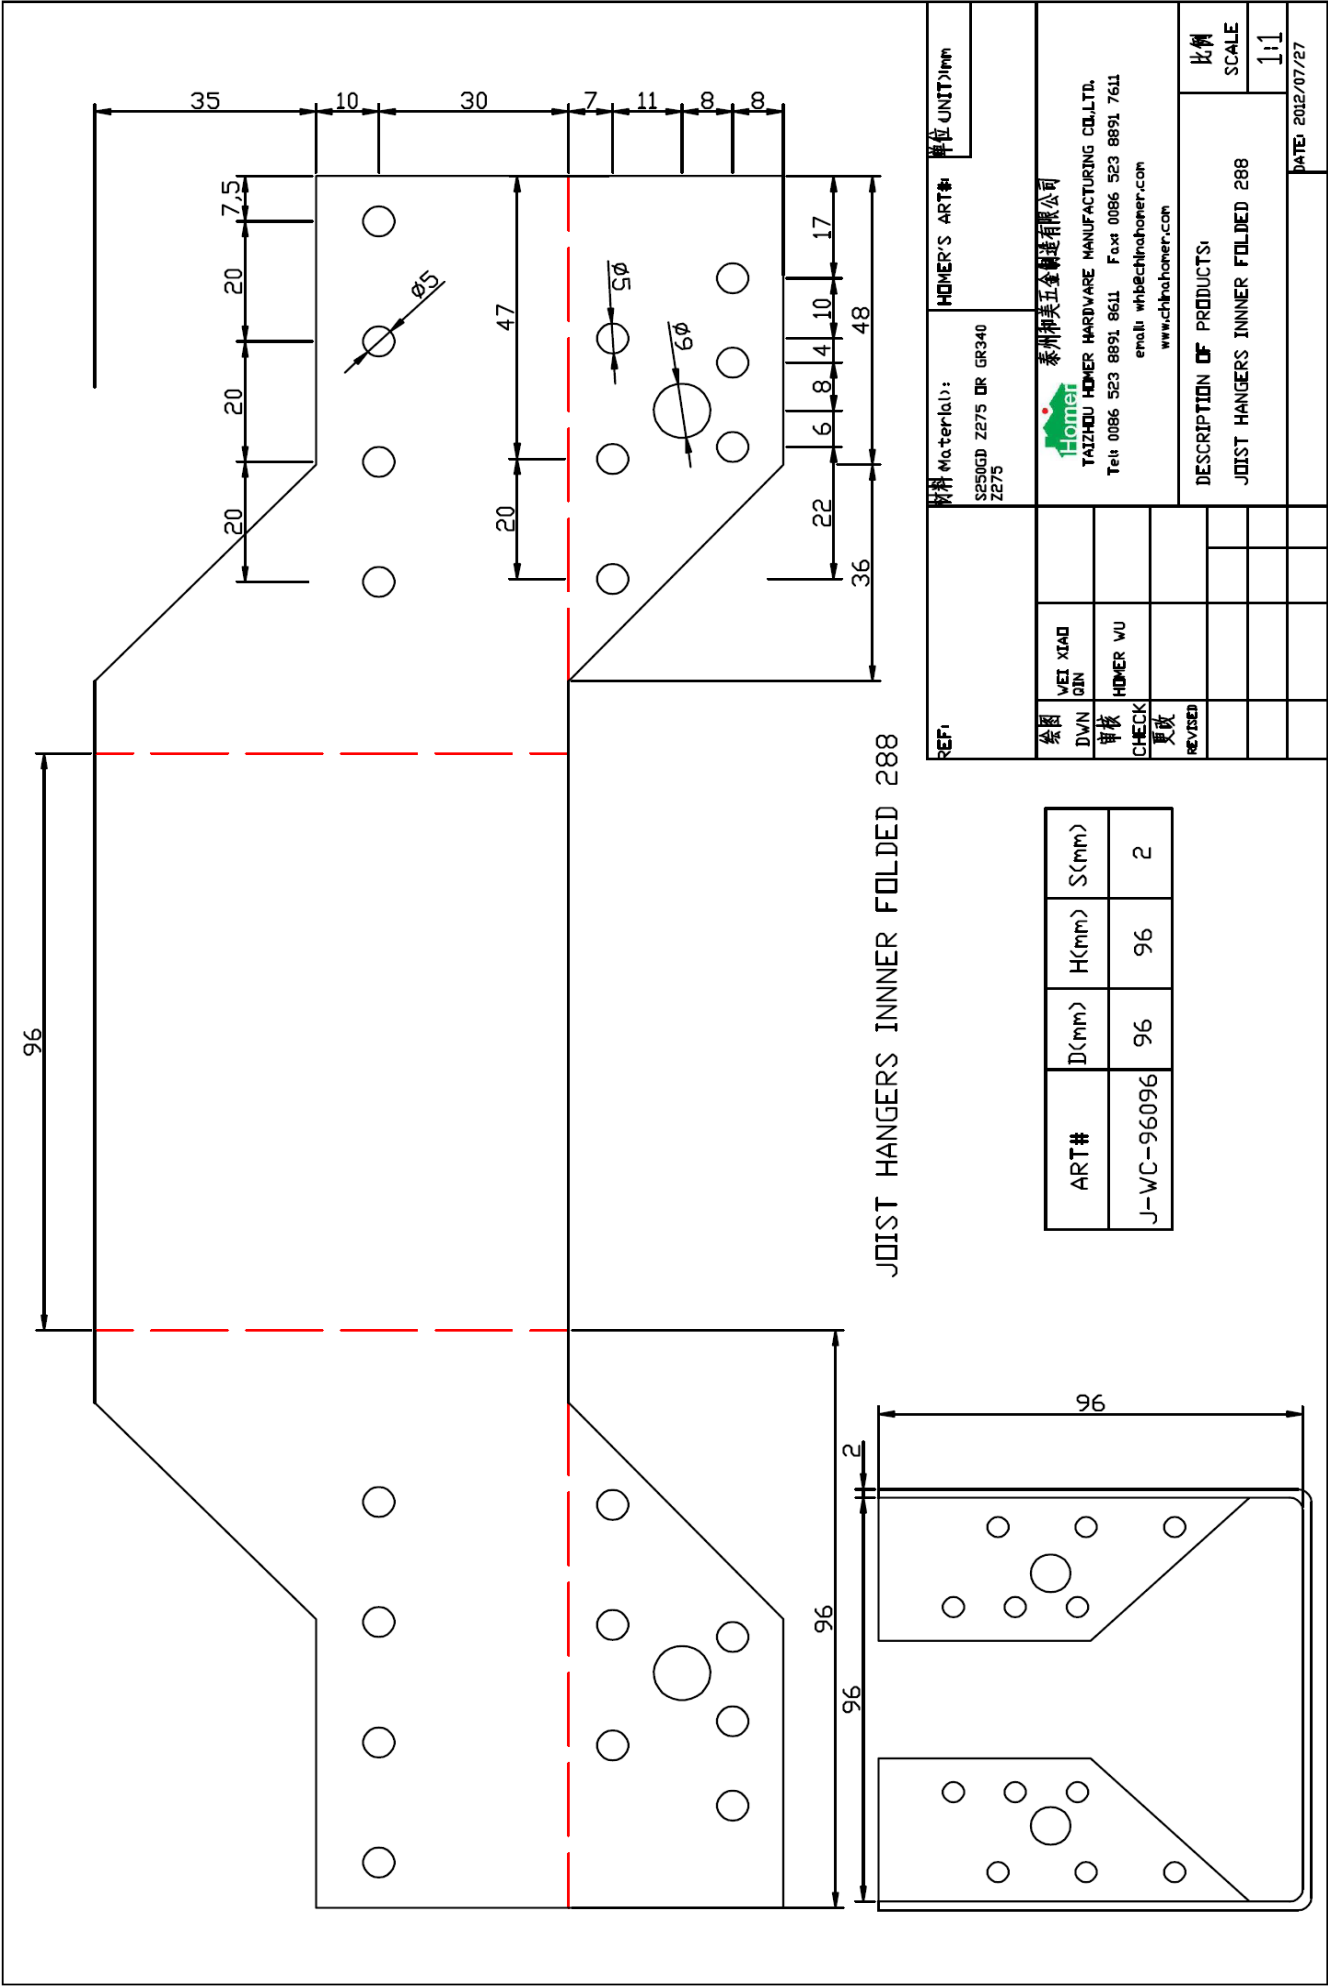 35
10
30
7
11
8
8
7,5
20
20
20
ø5
47
20
ø5
ø9
17
10
4
8
6
22
48
36
96
96
JOIST HANGERS INNNER FOLDED 288
2
96
96
ART#
D(mm)
H(mm)
S(mm)
J-WC-96096
96
96
2
REF:
材料 Material):
S250GD Z275 OR GR340
Z275
HOMER'S ART#:
单位 (UNIT):mm
绘图
DWN
WEI XIAO
QIN
审核
CHECK
HOMER WU
更改
REVISED
Homer
泰州和美五金制造有限公司
TAIZHOU HOMER HARDWARE MANUFACTURING CO.,LTD.
Tel: 0086 523 8891 8611 Fax: 0086 523 8891 7611
email: whb@chinahomer.com
www.chinahomer.com
DESCRIPTION OF PRODUCTS:
JOIST HANGERS INNNER FOLDED 288
比例
SCALE
1:1
DATE: 2012/07/27